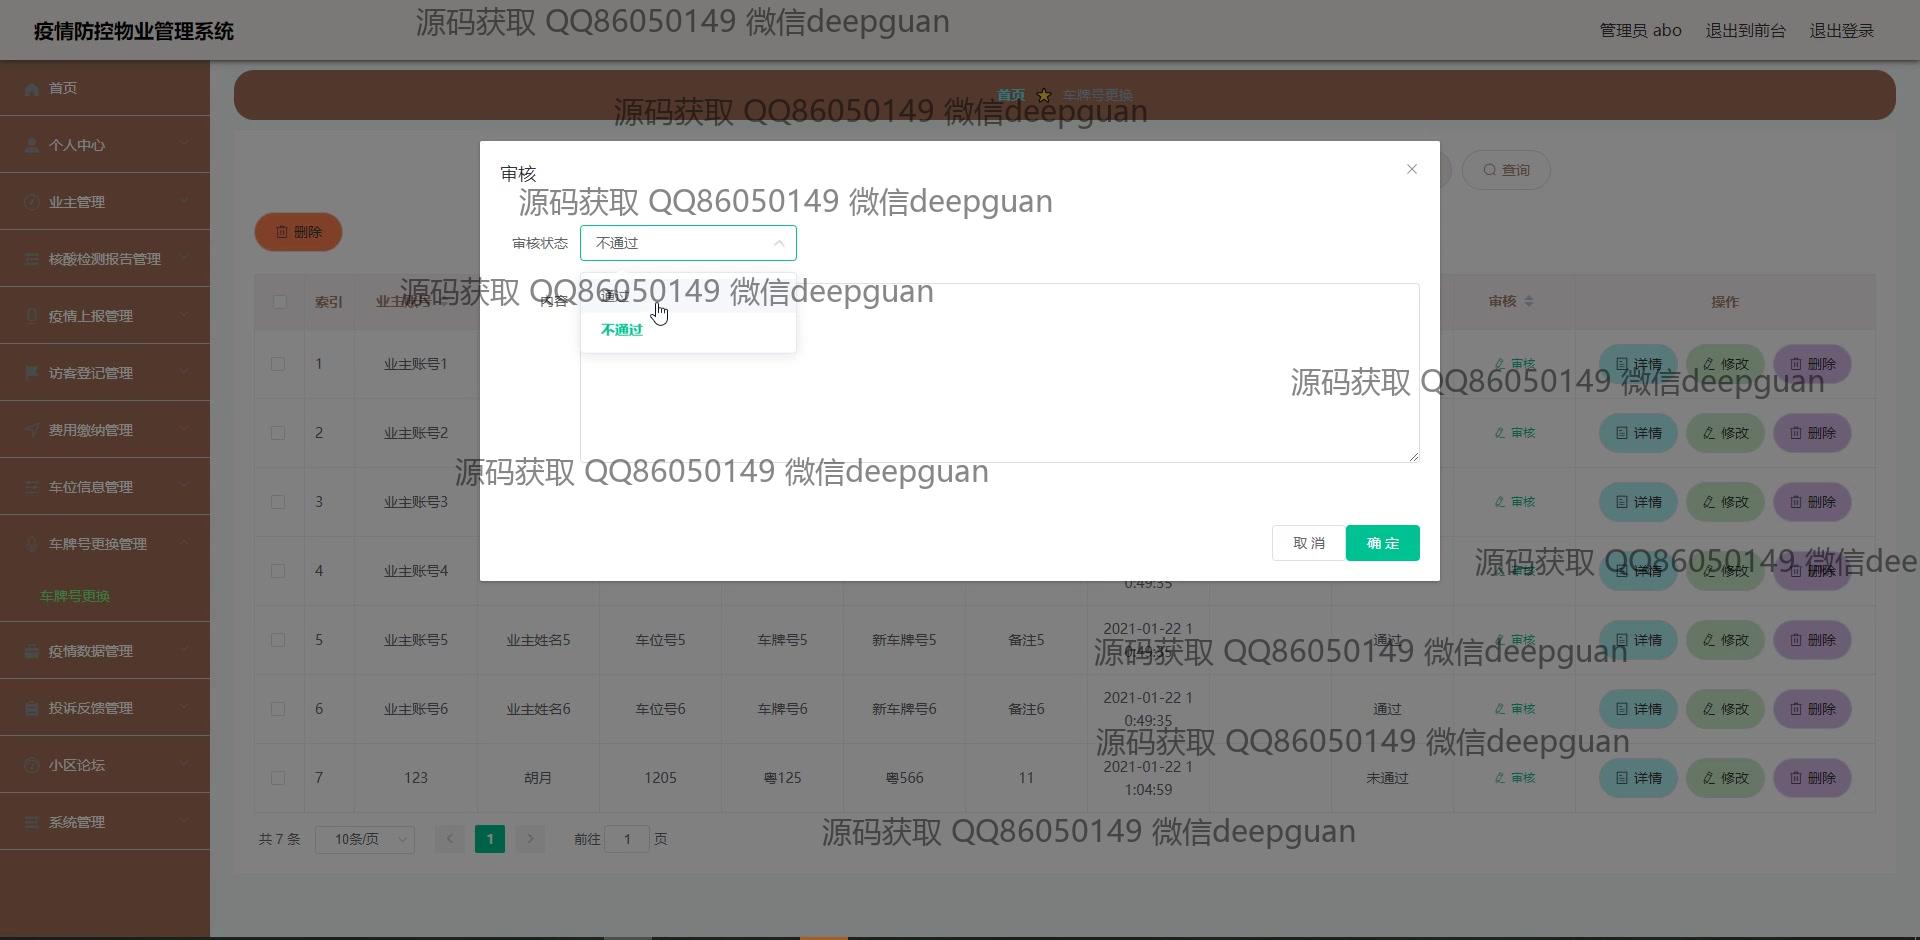 疫情防控物业管理系统
源码获取 QQ86050149 微信deepguan
管理员 abo
退出到前台
退出登录
首页
个人中心
业主管理
核酸检测报告管理
疫情上报管理
访客登记管理
费用缴纳管理
车位信息管理
车牌号更换管理
车牌号更换
疫情数据管理
投诉反馈管理
小区论坛
系统管理
首页 车牌号更换
源码获取 QQ86050149 微信deepguan
查询
删除
审核
源码获取 QQ86050149 微信deepguan
审核状态 不通过
内容
通过
不通过
源码获取 QQ86050149 微信deepguan
取消 确定
索引 业主账号 审核 操作
1 业主账号1 审核 详情 修改 删除
源码获取 QQ86050149 微信deepguan
2 业主账号2 审核 详情 修改 删除
源码获取 QQ86050149 微信deepguan
3 业主账号3 审核 详情 修改 删除
4 业主账号4 0:49:35 审核 详情 修改 删除
源码获取 QQ86050149 微信dee
5 业主账号5 业主姓名5 车位号5 车牌号5 新车牌号5 备注5 2021-01-22 1 0:49:35 通过 审核 详情 修改 删除
源码获取 QQ86050149 微信deepguan
6 业主账号6 业主姓名6 车位号6 车牌号6 新车牌号6 备注6 2021-01-22 1 0:49:35 通过 审核 详情 修改 删除
源码获取 QQ86050149 微信deepguan
7 123 胡月 1205 粤125 粤566 11 2021-01-22 1 1:04:59 未通过 审核 详情 修改 删除
共 7 条 10条/页 1 前往 1 页
源码获取 QQ86050149 微信deepguan